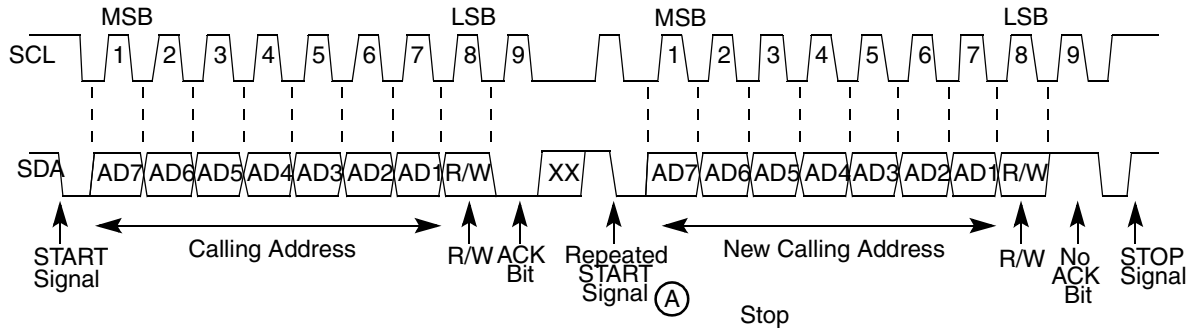 MSB LSB MSB LSB
SCL 1 2 3 4 5 6 7 8 9 1 2 3 4 5 6 7 8 9
SDA AD7 AD6 AD5 AD4 AD3 AD2 AD1 R/W XX AD7 AD6 AD5 AD4 AD3 AD2 AD1 R/W
START
Signal
Calling Address
R/W
ACK
Bit
Repeated
START
Signal
A
New Calling Address
R/W
No
ACK
Bit
STOP
Signal
Stop